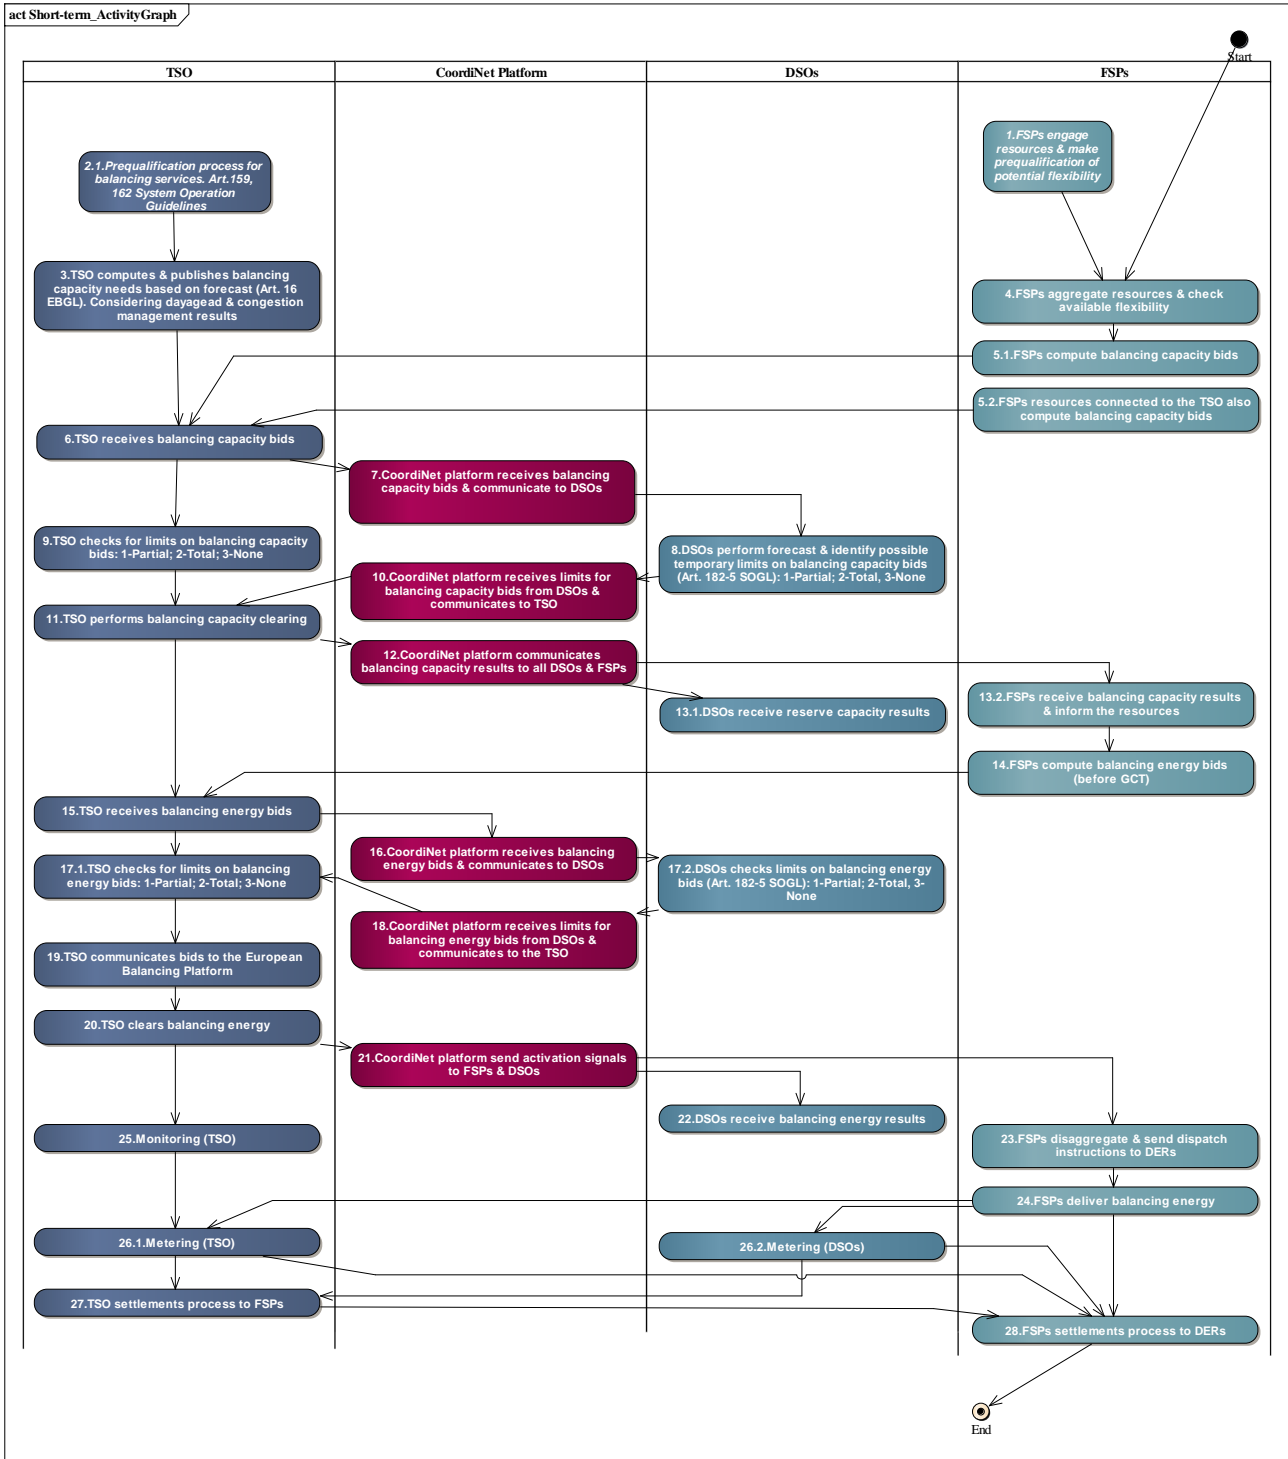 act Short-term_ActivityGraph
Start
TSO
CoordiNet Platform
DSOs
FSPs
1.FSPs engage
resources & make
prequalification of
potential flexibility
2.1.Prequalification process for
balancing services. Art.159,
162 System Operation
Guidelines
3.TSO computes & publishes balancing
capacity needs based on forecast (Art. 16
EBGL). Considering dayagead & congestion
management results
4.FSPs aggregate resources & check
available flexibility
5.1.FSPs compute balancing capacity bids
5.2.FSPs resources connected to the TSO also
compute balancing capacity bids
6.TSO receives balancing capacity bids
7.CoordiNet platform receives balancing
capacity bids & communicate to DSOs
9.TSO checks for limits on balancing capacity
bids: 1-Partial; 2-Total; 3-None
8.DSOs perform forecast & identify possible
temporary limits on balancing capacity bids
(Art. 182-5 SOGL): 1-Partial; 2-Total, 3-None
10.CoordiNet platform receives limits for
balancing capacity bids from DSOs &
communicates to TSO
11.TSO performs balancing capacity clearing
12.CoordiNet platform communicates
balancing capacity results to all DSOs & FSPs
13.1.DSOs receive reserve capacity results
13.2.FSPs receive balancing capacity results
& inform the resources
14.FSPs compute balancing energy bids
(before GCT)
15.TSO receives balancing energy bids
16.CoordiNet platform receives balancing
energy bids & communicates to DSOs
17.1.TSO checks for limits on balancing
energy bids: 1-Partial; 2-Total; 3-None
17.2.DSOs checks limits on balancing energy
bids (Art. 182-5 SOGL): 1-Partial; 2-Total, 3-
None
18.CoordiNet platform receives limits for
balancing energy bids from DSOs &
communicates to the TSO
19.TSO communicates bids to the European
Balancing Platform
20.TSO clears balancing energy
21.CoordiNet platform send activation signals
to FSPs & DSOs
22.DSOs receive balancing energy results
25.Monitoring (TSO)
23.FSPs disaggregate & send dispatch
instructions to DERs
24.FSPs deliver balancing energy
26.1.Metering (TSO)
26.2.Metering (DSOs)
27.TSO settlements process to FSPs
28.FSPs settlements process to DERs
End